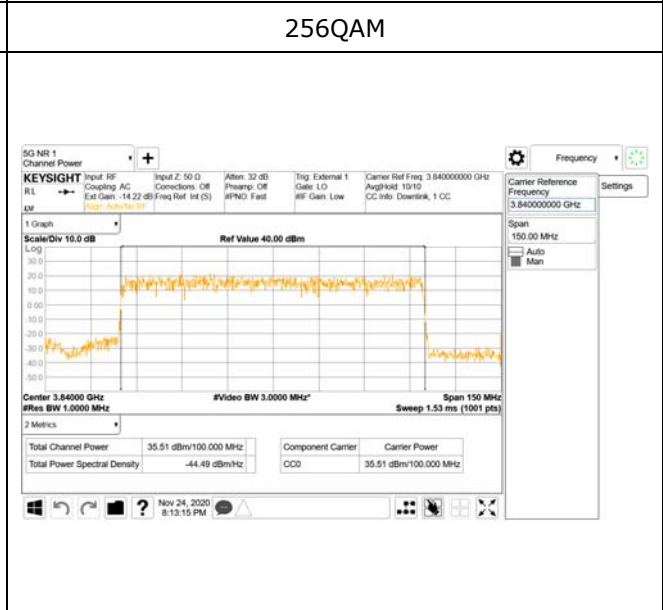 256QAM
5G NR 1
Channel Power
+
Frequency
KEYSIGHT
RL
Input: RF
Coupling: AC
Ext Gain: -14.22 dB
Align: Auto/No RF
Input Z: 50 Ω
Corrections: Off
Freq Ref: Int (S)
Atten: 32 dB
Preamp: Off
#PNO: Fast
Trig: External 1
Gate: LO
#IF Gain: Low
Carrier Ref Freq: 3.840000000 GHz
Avg|Hold: 10/10
CC Info: Downlink, 1 CC
Carrier Reference
Frequency
3.840000000 GHz
Settings
Span
150.00 MHz
Auto
Man
1 Graph
Scale/Div 10.0 dB
Ref Value 40.00 dBm
Log
30.0
20.0
10.0
0.00
-10.0
-20.0
-30.0
-40.0
-50.0
Center 3.84000 GHz
#Video BW 3.0000 MHz*
Span 150 MHz
#Res BW 1.0000 MHz
Sweep 1.53 ms (1001 pts)
2 Metrics
Total Channel Power 35.51 dBm/100.000 MHz
Total Power Spectral Density -44.49 dBm/Hz
Component Carrier Carrier Power
CC0 35.51 dBm/100.000 MHz
?
Nov 24, 2020
8:13:15 PM